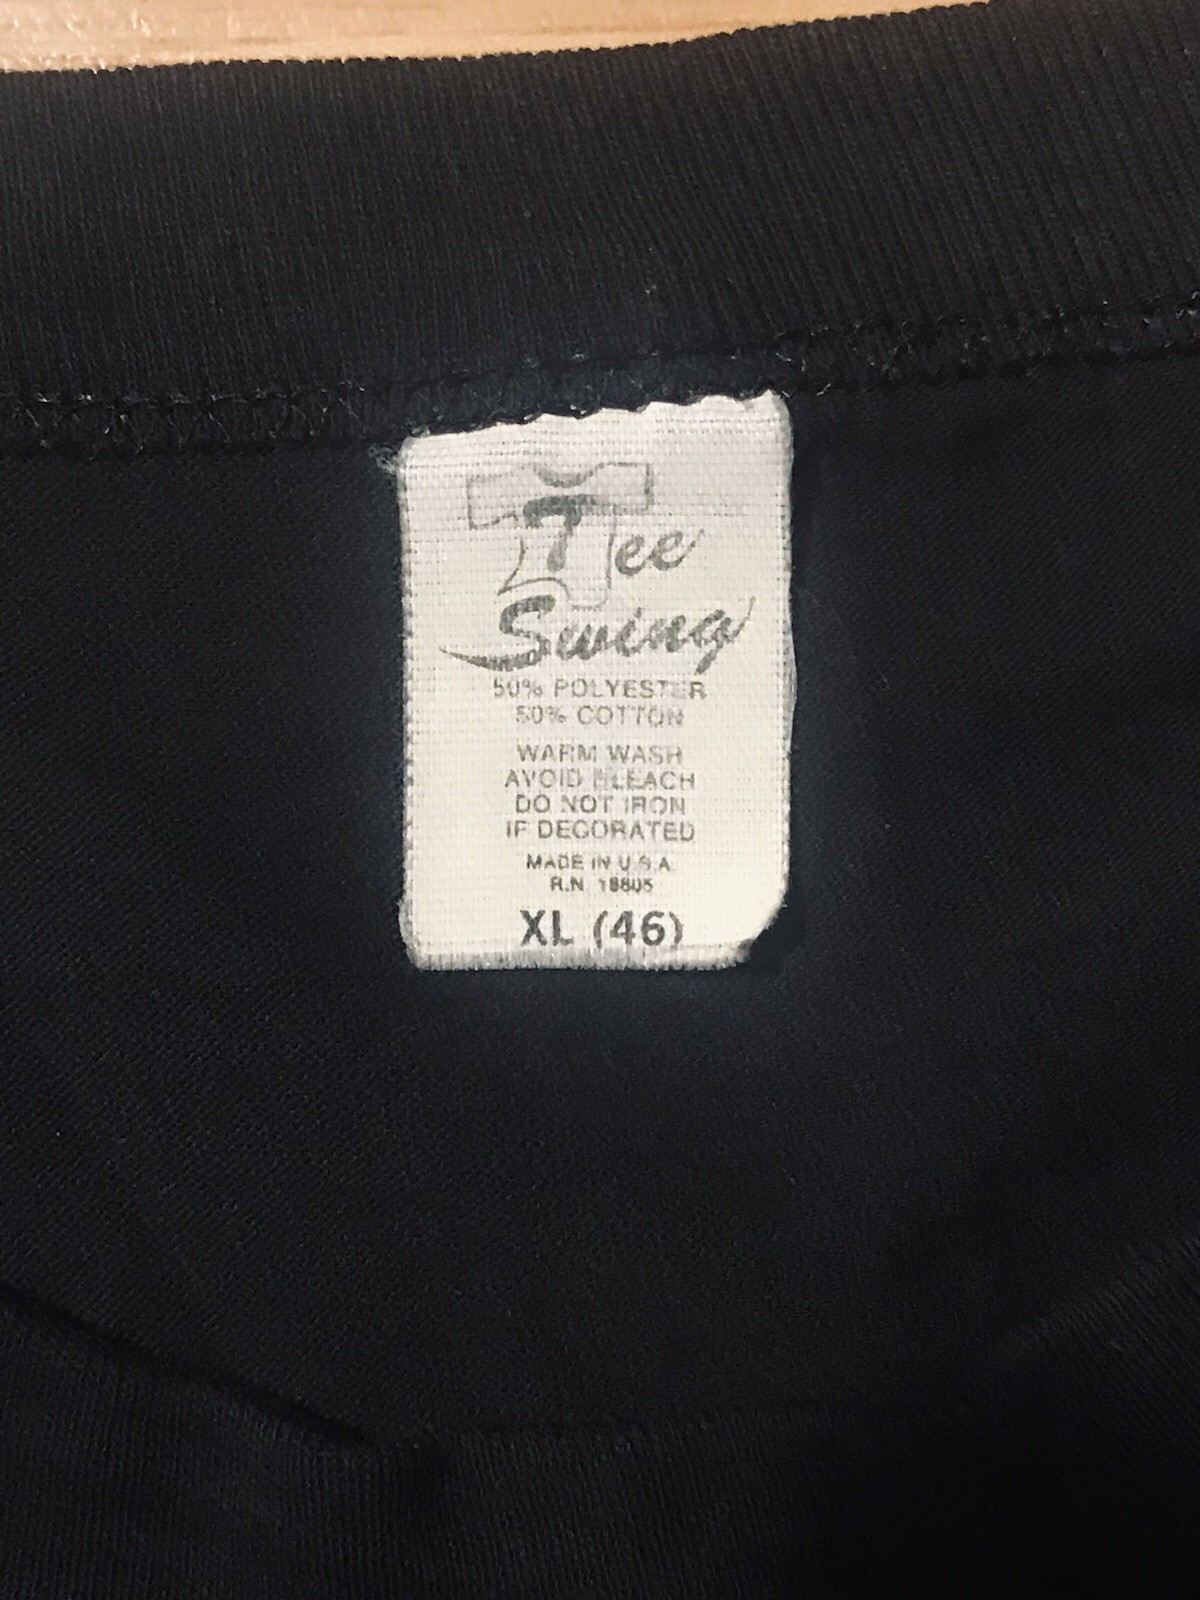 Tee
Swing
50% POLYESTER
50% COTTON
WARM WASH
AVOID BLEACH
DO NOT IRON
IF DECORATED
MADE IN U.S.A.
R.N. 18805
XL (46)